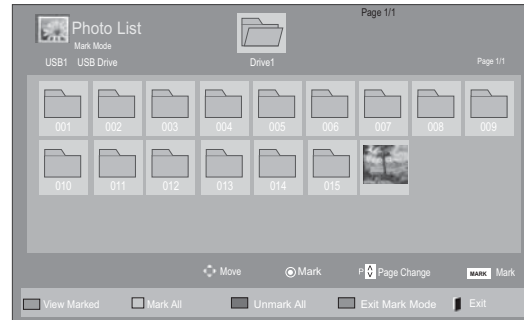 Page 1/1
Photo List
Mark Mode
USB1 USB Drive
Drive1
Page 1/1
001 002 003 004 005 006 007 008 009
010 011 012 013 014 015
Move Mark P Page Change MARK Mark
View Marked Mark All Unmark All Exit Mark Mode Exit